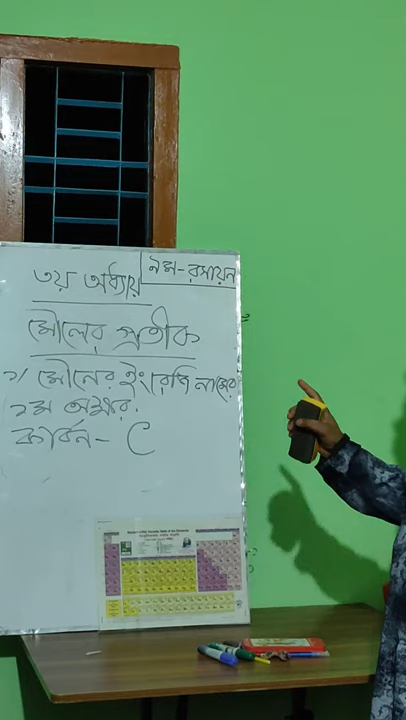 ৯ম-রসায়ন
৩য় অধ্যায়
মৌলের প্রতীক
১/ মৌলের ইংরেজি নামের
১ম অক্ষর.
কার্বন- C